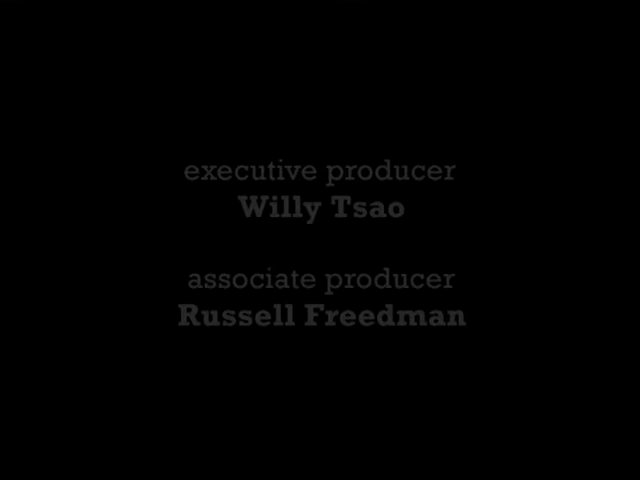 executive producer
Willy Tsao
associate producer
Russell Freedman